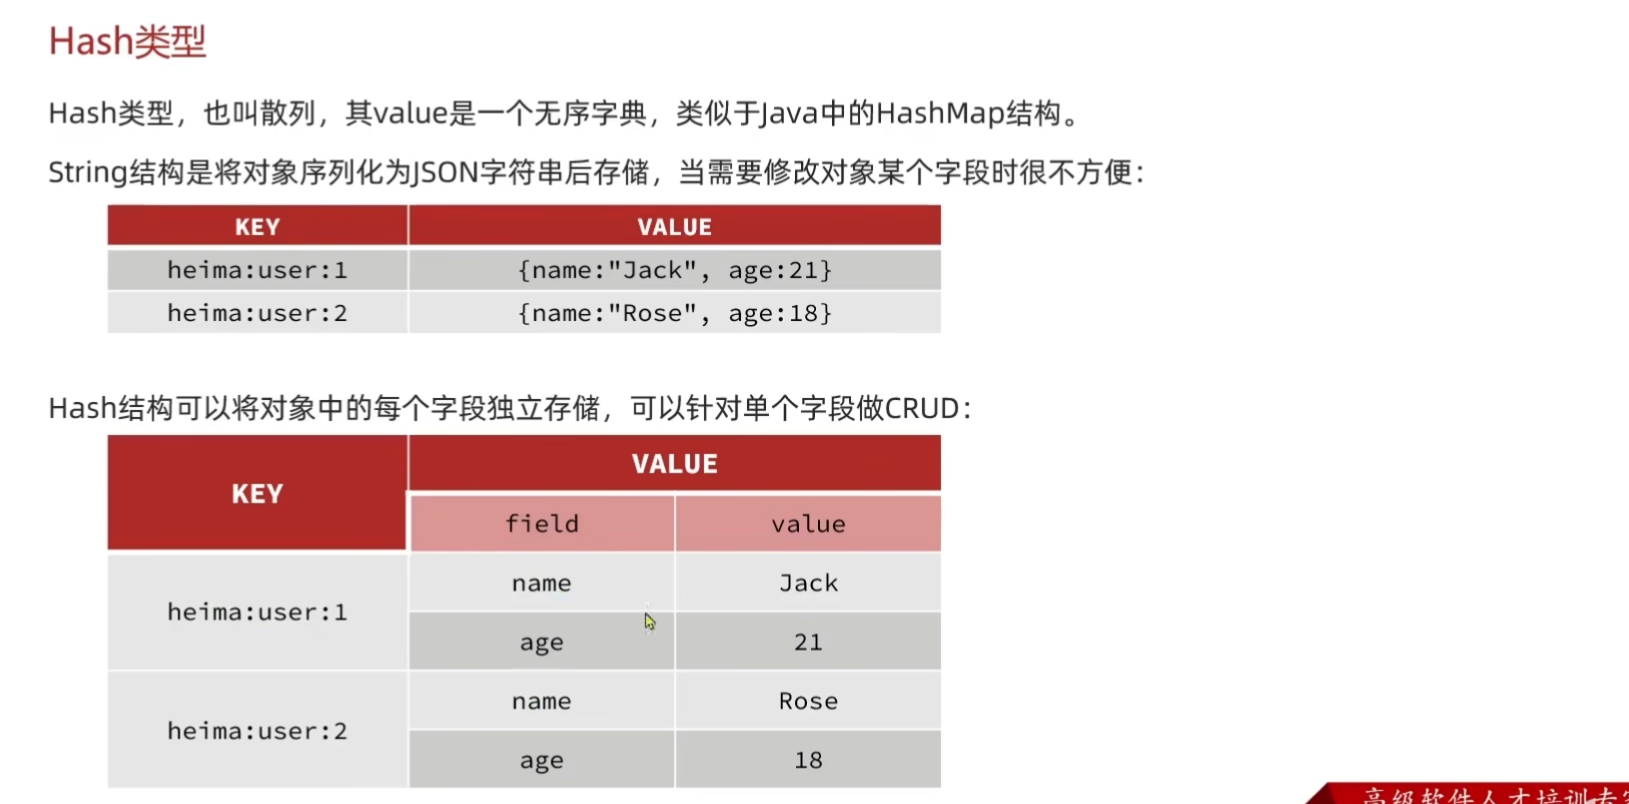 Hash类型
Hash类型，也叫散列，其value是一个无序字典，类似于Java中的HashMap结构。
String结构是将对象序列化为JSON字符串后存储，当需要修改对象某个字段时很不方便：
KEY VALUE
heima:user:1 {name:"Jack", age:21}
heima:user:2 {name:"Rose", age:18}
Hash结构可以将对象中的每个字段独立存储，可以针对单个字段做CRUD：
KEY VALUE
field value
heima:user:1 name Jack
age 21
heima:user:2 name Rose
age 18
高级软件人才培训专